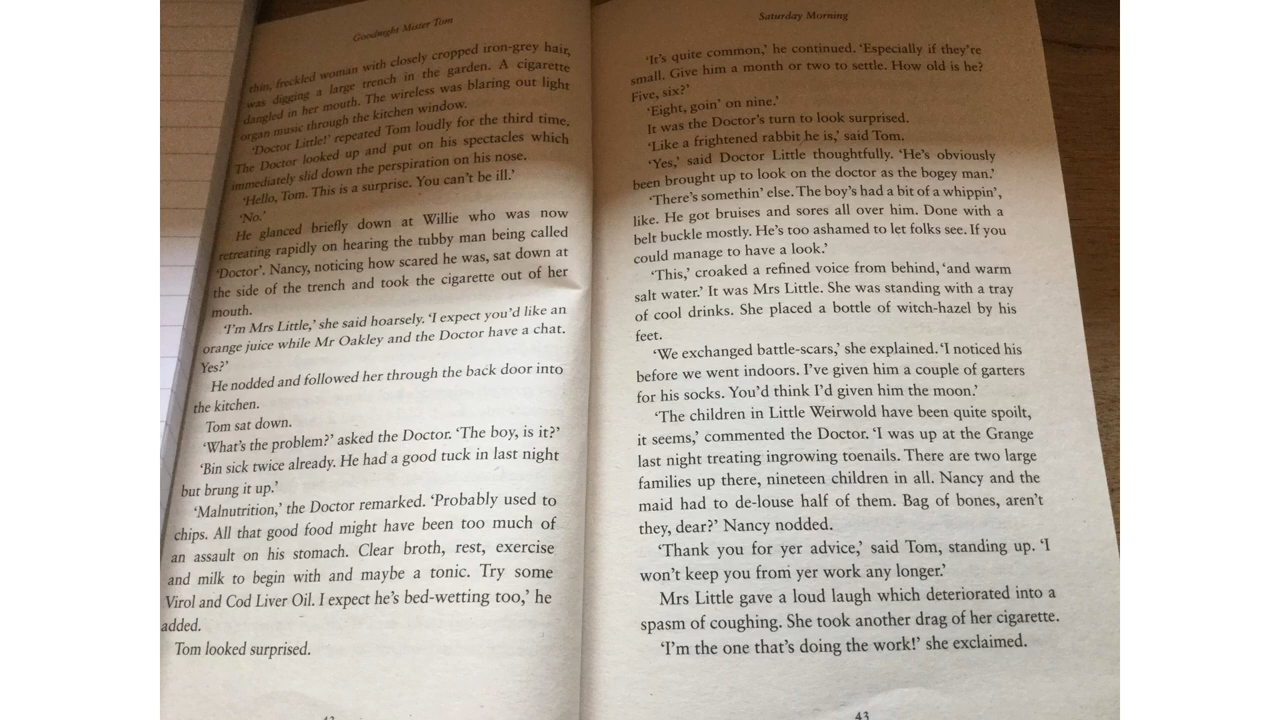 Goodnight Mister Tom
thin, freckled woman with closely cropped iron-grey hair,
was digging a large trench in the garden. A cigarette
dangled in her mouth. The wireless was blaring out light
organ music through the kitchen window.
‘Doctor Little!’ repeated Tom loudly for the third time.
The Doctor looked up and put on his spectacles which
immediately slid down the perspiration on his nose.
‘Hello, Tom. This is a surprise. You can’t be ill.’
‘No.’
He glanced briefly down at Willie who was now
retreating rapidly on hearing the tubby man being called
‘Doctor’. Nancy, noticing how scared he was, sat down at
the side of the trench and took the cigarette out of her
mouth.
‘I’m Mrs Little,’ she said hoarsely. ‘I expect you’d like an
orange juice while Mr Oakley and the Doctor have a chat.
Yes?’
He nodded and followed her through the back door into
the kitchen.
Tom sat down.
‘What’s the problem?’ asked the Doctor. ‘The boy, is it?’
‘Bin sick twice already. He had a good tuck in last night
but brung it up.’
‘Malnutrition,’ the Doctor remarked. ‘Probably used to
chips. All that good food might have been too much of
an assault on his stomach. Clear broth, rest, exercise
and milk to begin with and maybe a tonic. Try some
Virol and Cod Liver Oil. I expect he’s bed-wetting too,’ he
added.
Tom looked surprised.
Saturday Morning
‘It’s quite common,’ he continued. ‘Especially if they’re
small. Give him a month or two to settle. How old is he?
Five, six?’
‘Eight, goin’ on nine.’
It was the Doctor’s turn to look surprised.
‘Like a frightened rabbit he is,’ said Tom.
‘Yes,’ said Doctor Little thoughtfully. ‘He’s obviously
been brought up to look on the doctor as the bogey man.’
‘There’s somethin’ else. The boy’s had a bit of a whippin’,
like. He got bruises and sores all over him. Done with a
belt buckle mostly. He’s too ashamed to let folks see. If you
could manage to have a look.’
‘This,’ croaked a refined voice from behind, ‘and warm
salt water.’ It was Mrs Little. She was standing with a tray
of cool drinks. She placed a bottle of witch-hazel by his
feet.
‘We exchanged battle-scars,’ she explained. ‘I noticed his
before we went indoors. I’ve given him a couple of garters
for his socks. You’d think I’d given him the moon.’
‘The children in Little Weirwold have been quite spoilt,
it seems,’ commented the Doctor. ‘I was up at the Grange
last night treating ingrowing toenails. There are two large
families up there, nineteen children in all. Nancy and the
maid had to de-louse half of them. Bag of bones, aren’t
they, dear?’ Nancy nodded.
‘Thank you for yer advice,’ said Tom, standing up. ‘I
won’t keep you from yer work any longer.’
Mrs Little gave a loud laugh which deteriorated into a
spasm of coughing. She took another drag of her cigarette.
‘I’m the one that’s doing the work!’ she exclaimed.
43